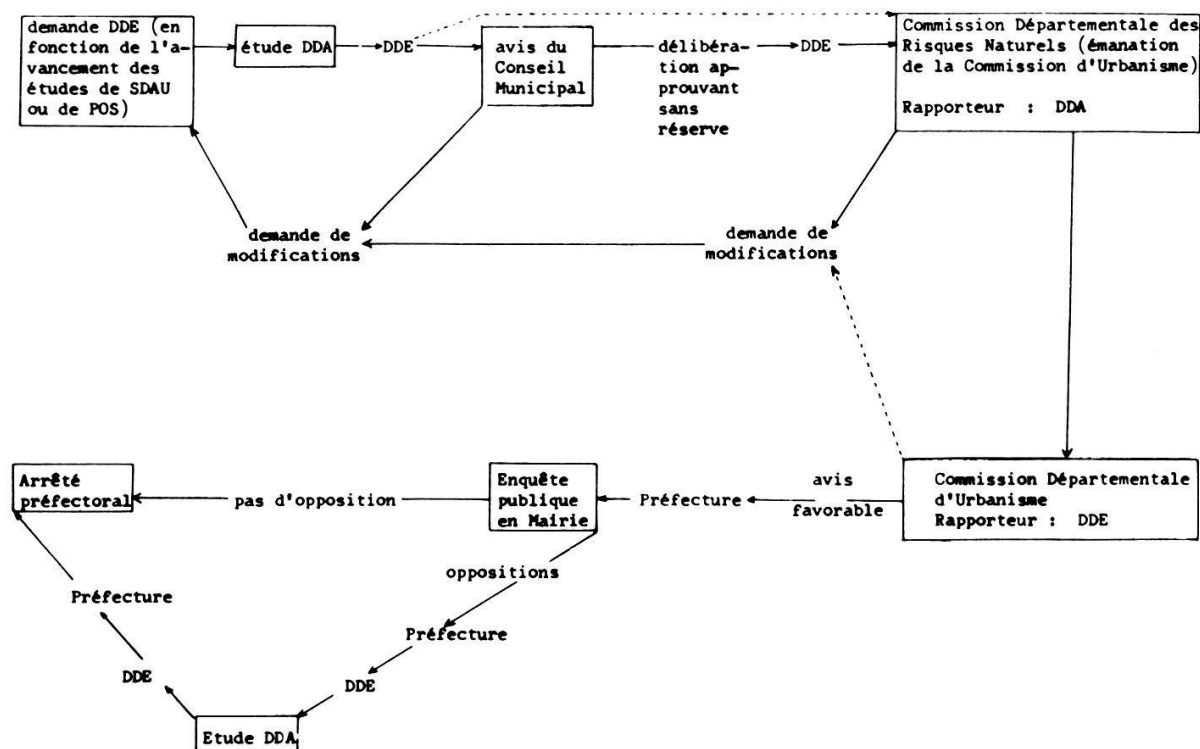 demande DDE (en
fonction de l'a-
vancement des
études de SDAU
ou de POS)
étude DDA
DDE
avis du
Conseil
Municipal
délibéra-
tion ap-
prouvant
sans
réserve
DDE
Commission Départementale des
Risques Naturels (émanation
de la Commission d'Urbanisme)
Rapporteur : DDA
demande de
modifications
demande de
modifications
Commission Départementale
d'Urbanisme
Rapporteur : DDE
avis
favorable
Préfecture
Enquête
publique
en Mairie
pas d'opposition
Arrêté
préfectoral
oppositions
Préfecture
DDE
Etude DDA
DDE
Préfecture